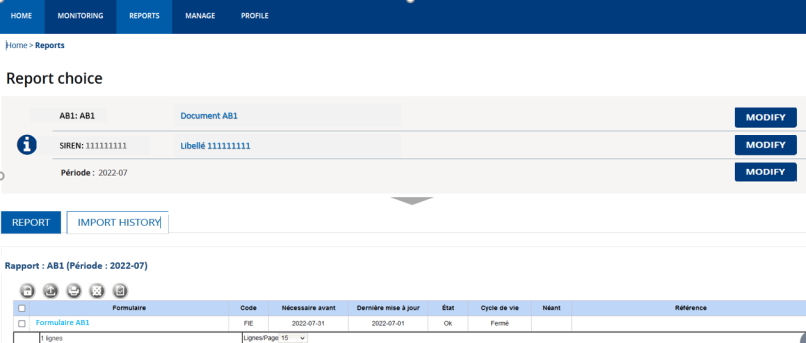 HOME MONITORING REPORTS MANAGE PROFILE
Home > Reports
Report choice
AB1: AB1 Document AB1 MODIFY
SIREN: 111111111 Libellé 111111111 MODIFY
Période : 2022-07 MODIFY
REPORT IMPORT HISTORY
Rapport : AB1 (Période : 2022-07)
Formulaire Code Nécessaire avant Dernière mise à jour État Cycle de vie Néant Référence
Formulaire AB1 FIE 2022-07-31 2022-07-01 Ok Fermé
1 lignes Lignes/Page 15